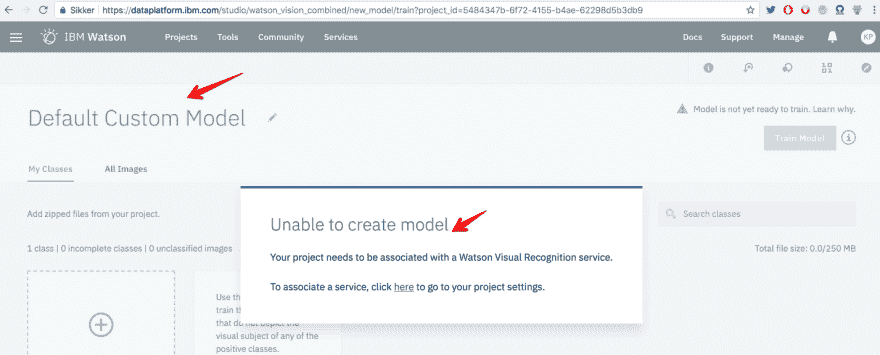 Sikker https://dataplatform.ibm.com/studio/watson_vision_combined/new_model/train?project_id=5484347b-6f72-4155-b4ae-62298d5b3db9
IBM Watson Projects Tools Community Services Docs Support Manage KP
Default Custom Model
Model is not yet ready to train. Learn why.
Train Model
My Classes All Images
Add zipped files from your project.
Search classes
1 class | 0 incomplete classes | 0 unclassified images
Total file size: 0.0/250 MB
Unable to create model
Your project needs to be associated with a Watson Visual Recognition service.
To associate a service, click here to go to your project settings.
Use th
train th
that do not depict the
visual subject of any of the
positive classes.